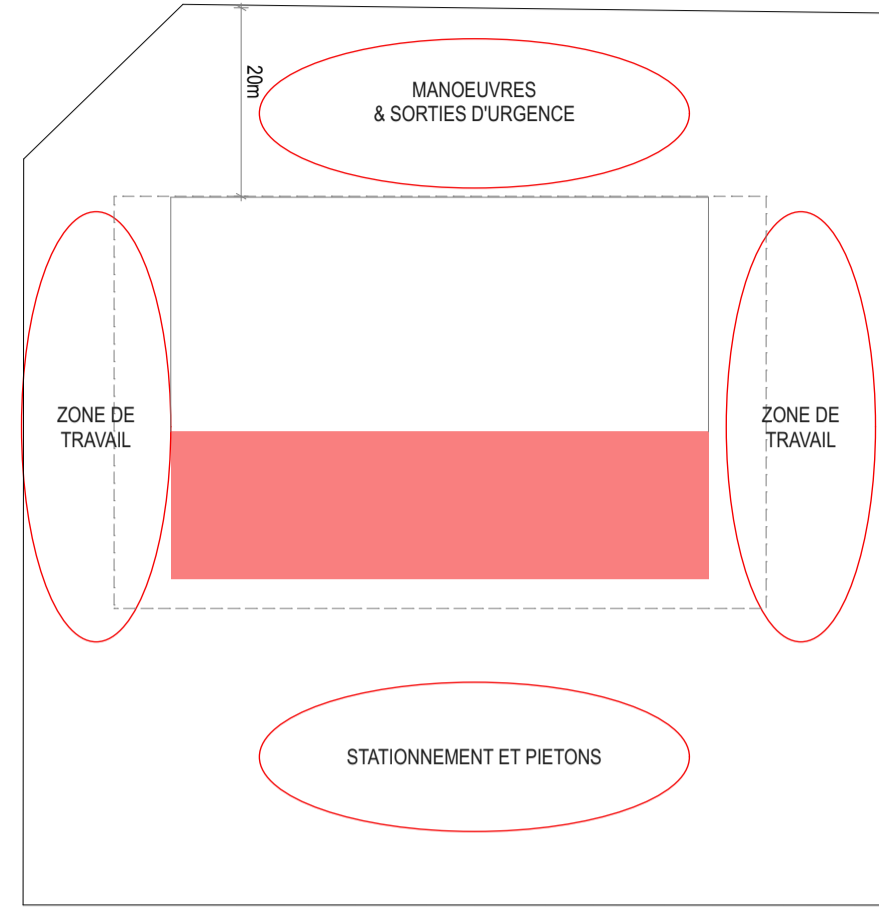 20m
MANOEUVRES
& SORTIES D'URGENCE
ZONE DE
TRAVAIL
ZONE DE
TRAVAIL
STATIONNEMENT ET PIETONS